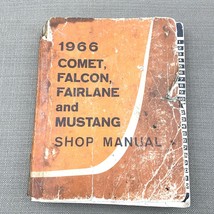 1966
COMET,
FALCON,
FAIRLANE
and
MUSTANG
SHOP MANUAL